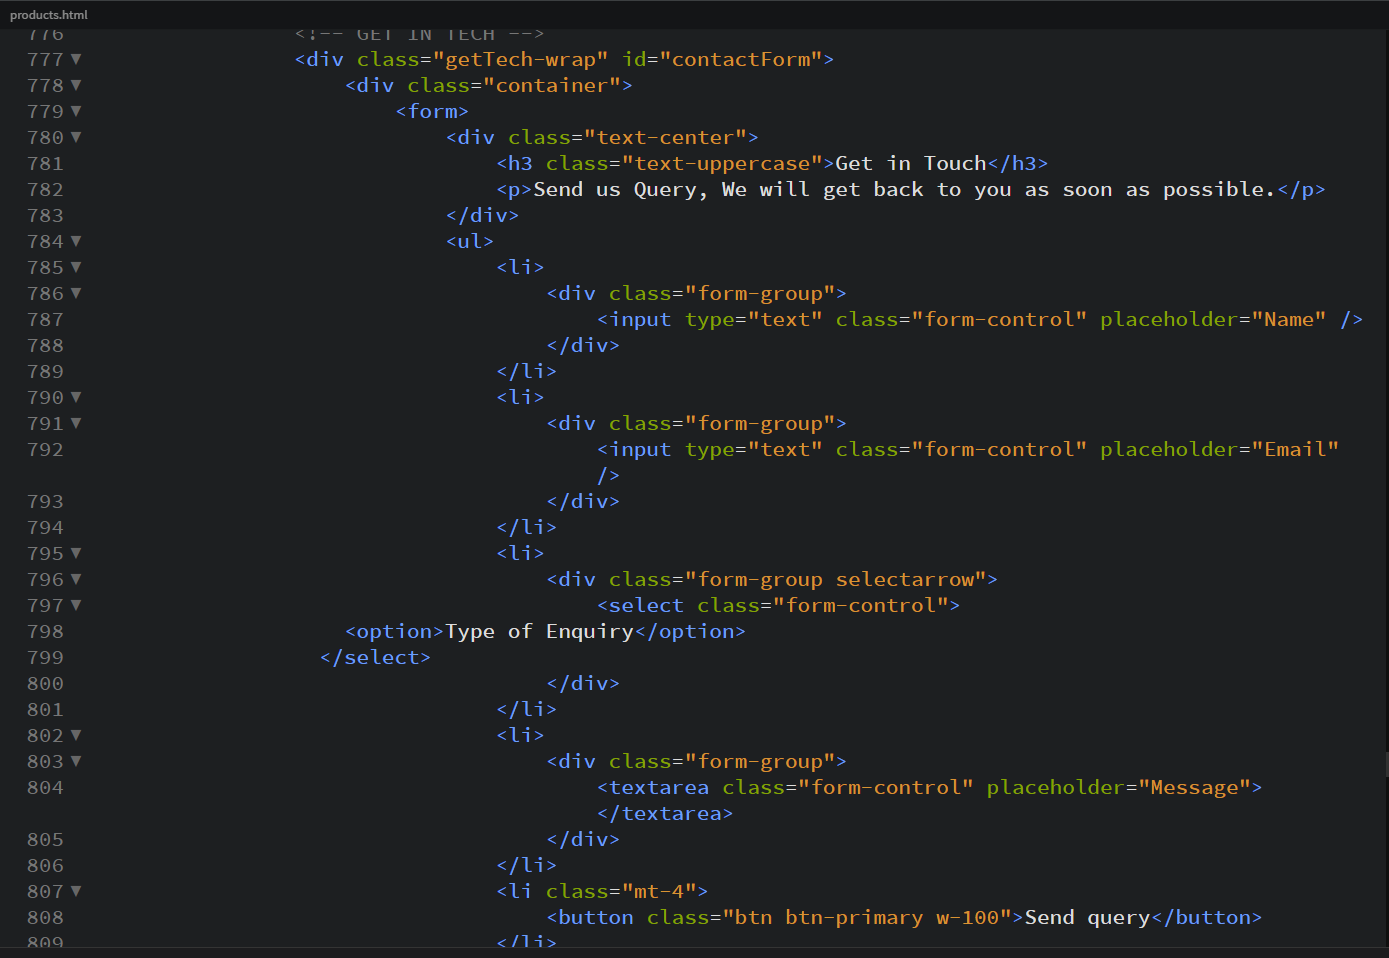 products.html
776 <!-- GET IN TECH -->
777 ▼ <div class="getTech-wrap" id="contactForm">
778 ▼ <div class="container">
779 ▼ <form>
780 ▼ <div class="text-center">
781 <h3 class="text-uppercase">Get in Touch</h3>
782 <p>Send us Query, We will get back to you as soon as possible.</p>
783 </div>
784 ▼ <ul>
785 ▼ <li>
786 ▼ <div class="form-group">
787 <input type="text" class="form-control" placeholder="Name" />
788 </div>
789 </li>
790 ▼ <li>
791 ▼ <div class="form-group">
792 <input type="text" class="form-control" placeholder="Email"
/>
793 </div>
794 </li>
795 ▼ <li>
796 ▼ <div class="form-group selectarrow">
797 ▼ <select class="form-control">
798 <option>Type of Enquiry</option>
799 </select>
800 </div>
801 </li>
802 ▼ <li>
803 ▼ <div class="form-group">
804 <textarea class="form-control" placeholder="Message">
</textarea>
805 </div>
806 </li>
807 ▼ <li class="mt-4">
808 <button class="btn btn-primary w-100">Send query</button>
809 </li>